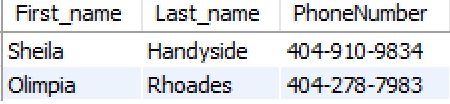 First_name Last_name PhoneNumber
Sheila Handyside 404-910-9834
Olimpia Rhoades 404-278-7983